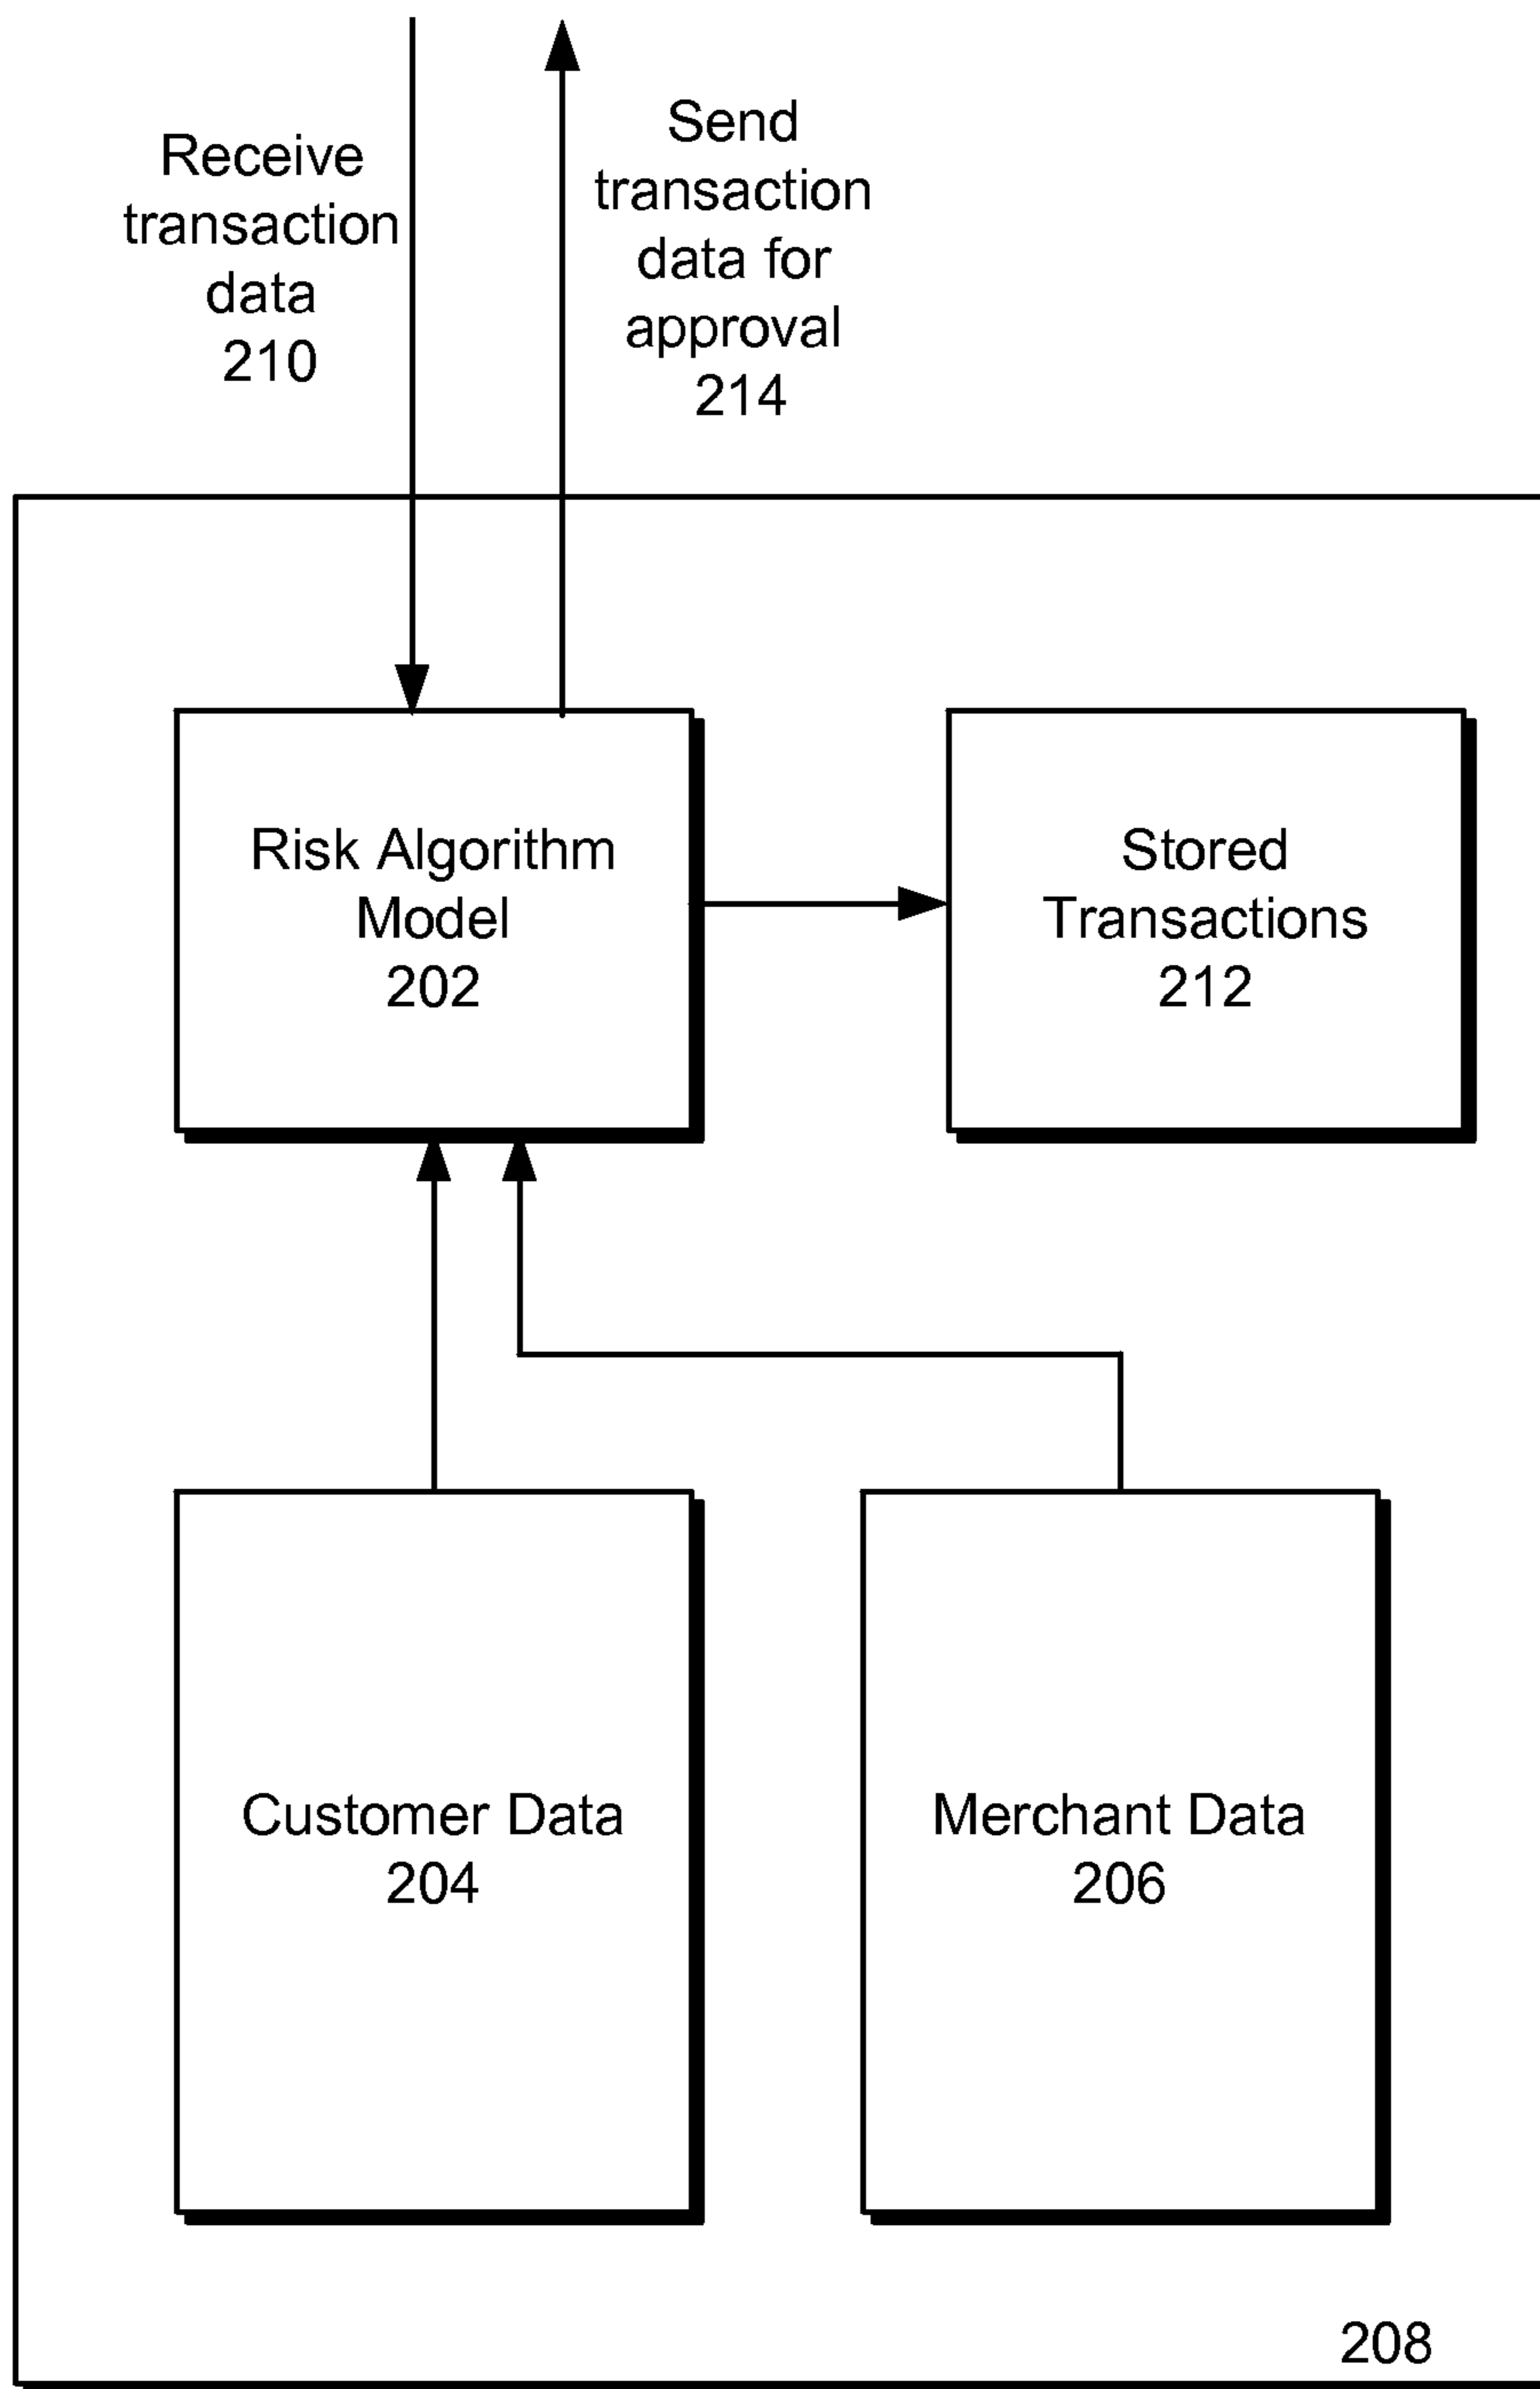 Receive
transaction
data
210
Send
transaction
data for
approval
214
Risk Algorithm
Model
202
Stored
Transactions
212
Customer Data
204
Merchant Data
206
208